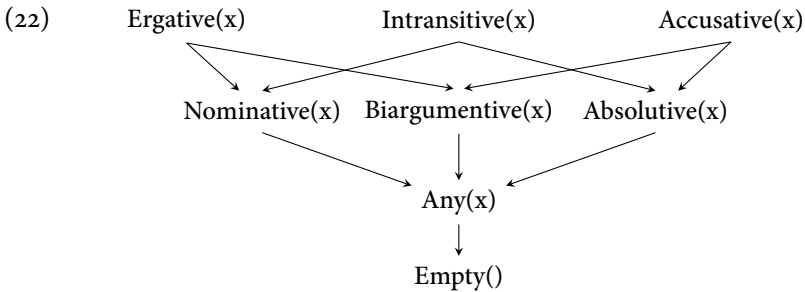 (22) Ergative(x) Intransitive(x) Accusative(x)
Nominative(x) Biargumentive(x) Absolutive(x)
Any(x)
Empty()